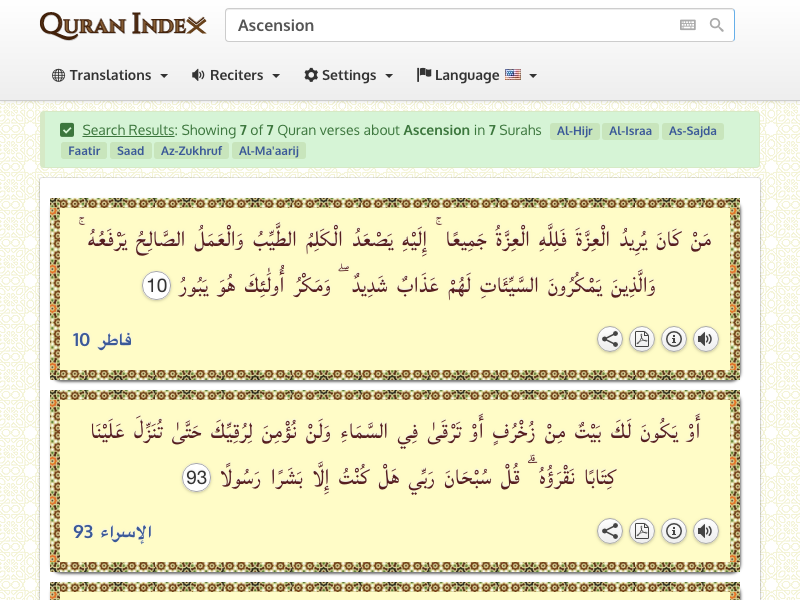 QURAN INDEX
Ascension
Translations Reciters Settings Language
Search Results: Showing 7 of 7 Quran verses about Ascension in 7 Surahs Al-Hijr Al-Israa As-Sajda
Faatir Saad Az-Zukhruf Al-Ma'aarij
مَنْ كَانَ يُرِيدُ الْعِزَّةَ فَلِلَّهِ الْعِزَّةُ جَمِيعًا ۚ إِلَيْهِ يَصْعَدُ الْكَلِمُ الطَّيِّبُ وَالْعَمَلُ الصَّالِحُ يَرْفَعُهُ ۚ
وَالَّذِينَ يَمْكُرُونَ السَّيِّئَاتِ لَهُمْ عَذَابٌ شَدِيدٌ ۖ وَمَكْرُ أُولَٰئِكَ هُوَ يَبُورُ 10
فاطر 10
أَوْ يَكُونَ لَكَ بَيْتٌ مِنْ زُخْرُفٍ أَوْ تَرْقَىٰ فِي السَّمَاءِ وَلَنْ نُؤْمِنَ لِرُقِيِّكَ حَتَّىٰ تُنَزِّلَ عَلَيْنَا
كِتَابًا نَقْرَؤُهُ ۗ قُلْ سُبْحَانَ رَبِّي هَلْ كُنْتُ إِلَّا بَشَرًا رَسُولًا 93
الإسراء 93